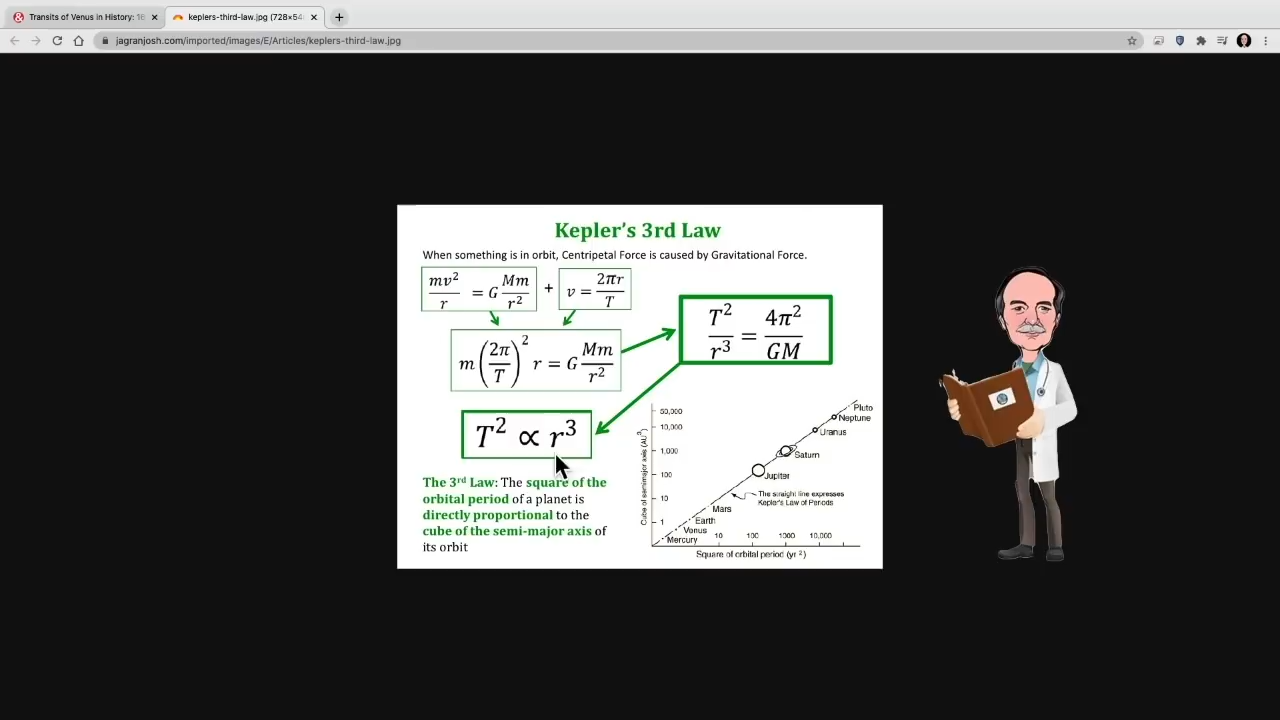 Transits of Venus in History: 16
keplers-third-law.jpg (728×54
jagranjosh.com/imported/images/E/Articles/keplers-third-law.jpg
Kepler's 3rd Law
When something is in orbit, Centripetal Force is caused by Gravitational Force.
mv²/r = G Mm/r² + v = 2πr/T
m(2π/T)² r = G Mm/r²
T²/r³ = 4π²/GM
T² ∝ r³
The 3rd Law: The square of the
orbital period of a planet is
directly proportional to the
cube of the semi-major axis of
its orbit
Cube of semimajor axis (AU³)
50,000
10,000
1,000
100
10
1
Pluto
Neptune
Uranus
Saturn
Jupiter
The straight line expresses
Kepler's Law of Periods
Mars
Earth
Venus
Mercury
10 100 1000 10,000
Square of orbital period (yr²)